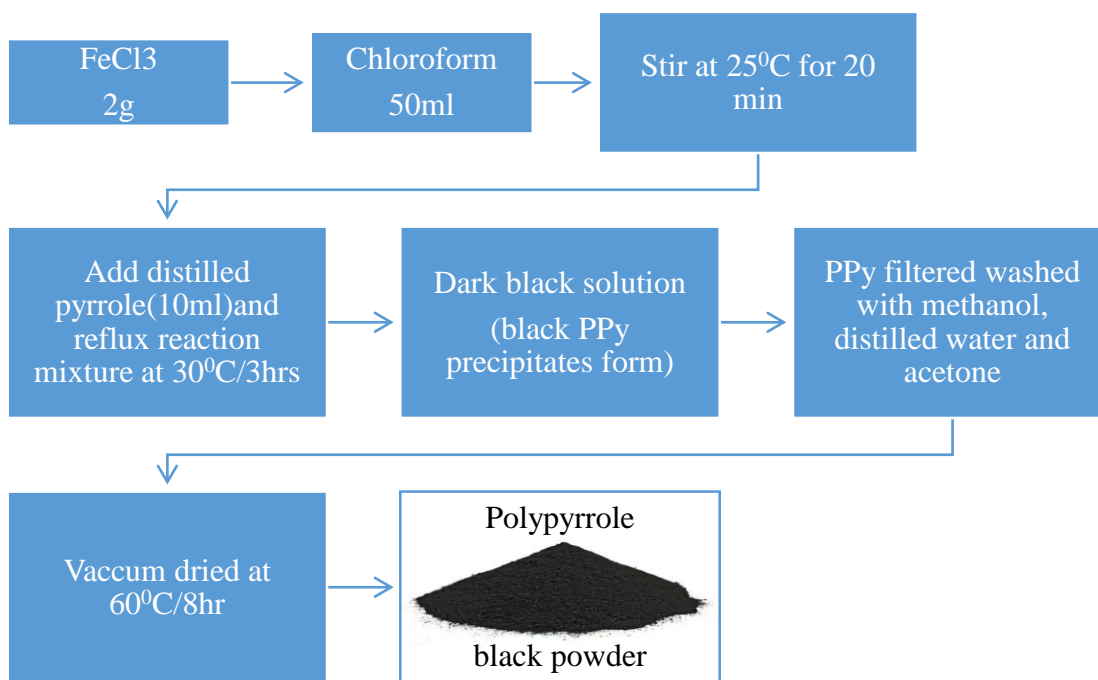 FeCl3
2g
Chloroform
50ml
Stir at 25⁰C for 20
min
Add distilled
pyrrole(10ml)and
reflux reaction
mixture at 30⁰C/3hrs
Dark black solution
(black PPy
precipitates form)
PPy filtered washed
with methanol,
distilled water and
acetone
Vaccum dried at
60⁰C/8hr
Polypyrrole
black powder